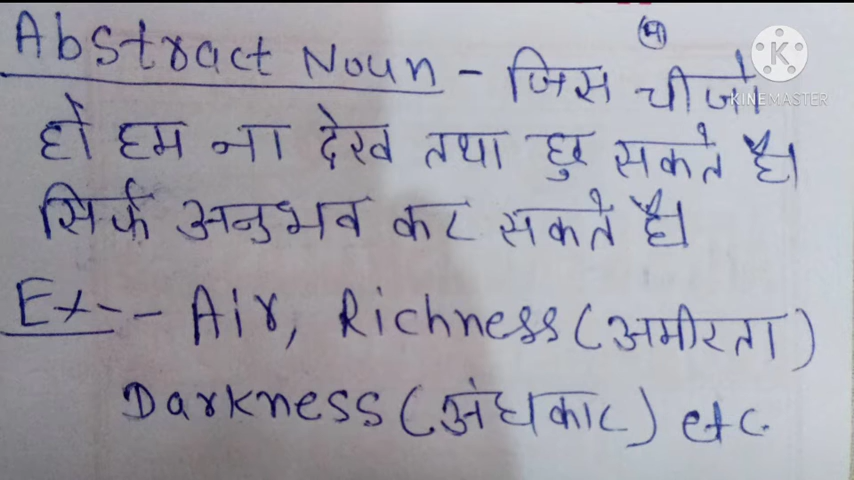 Abstract Noun - जिस चीजो
हो हम ना देख तथा छु सकते है।
सिर्फ अनुभव कर सकते है।
Ex-- Air, Richness (अमीरता)
Darkness (अंधकार) etc.
KINEMASTER